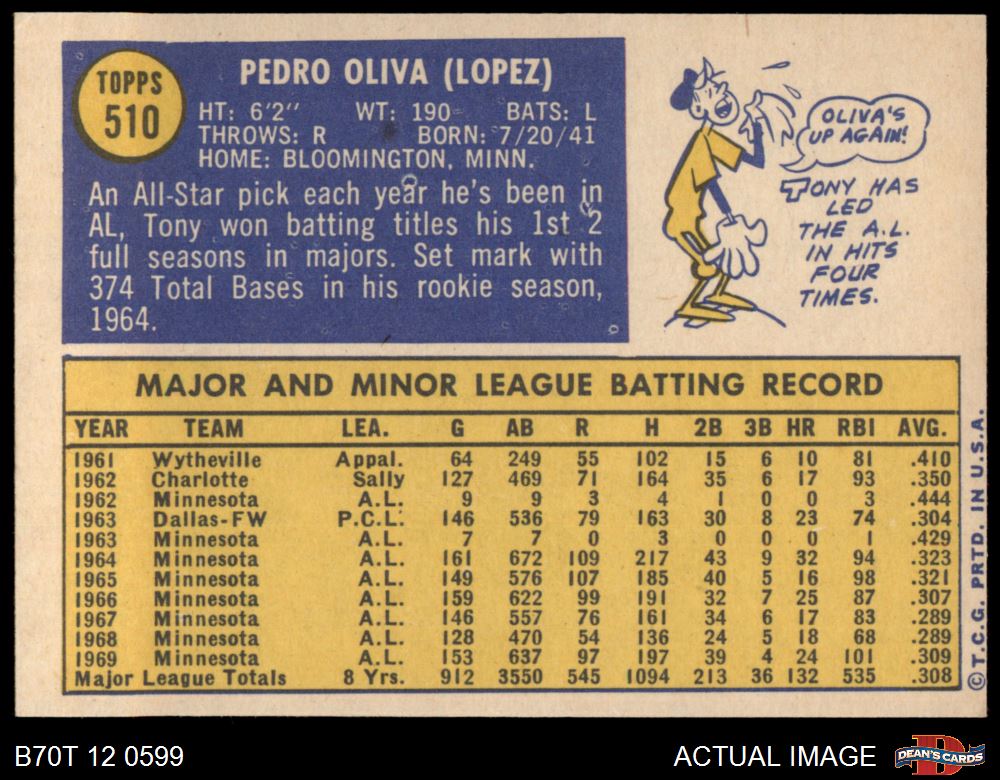 TOPPS
510
PEDRO OLIVA (LOPEZ)
HT: 6'2" WT: 190 BATS: L
THROWS: R BORN: 7/20/41
HOME: BLOOMINGTON, MINN.
An All-Star pick each year he's been in
AL, Tony won batting titles his 1st 2
full seasons in majors. Set mark with
374 Total Bases in his rookie season,
1964.
OLIVA'S
UP AGAIN!
TONY HAS
LED
THE A.L.
IN HITS
FOUR
TIMES.
MAJOR AND MINOR LEAGUE BATTING RECORD
YEAR TEAM LEA. G AB R H 2B 3B HR RBI AVG.
1961 Wytheville Appal. 64 249 55 102 15 6 10 81 .410
1962 Charlotte Sally 127 469 71 164 35 6 17 93 .350
1962 Minnesota A.L. 9 9 3 4 1 0 0 3 .444
1963 Dallas-FW P.C.L. 146 536 79 163 30 8 23 74 .304
1963 Minnesota A.L. 7 7 0 3 0 0 0 1 .429
1964 Minnesota A.L. 161 672 109 217 43 9 32 94 .323
1965 Minnesota A.L. 149 576 107 185 40 5 16 98 .321
1966 Minnesota A.L. 159 622 99 191 32 7 25 87 .307
1967 Minnesota A.L. 146 557 76 161 34 6 17 83 .289
1968 Minnesota A.L. 128 470 54 136 24 5 18 68 .289
1969 Minnesota A.L. 153 637 97 197 39 4 24 101 .309
Major League Totals 8 Yrs. 912 3550 545 1094 213 36 132 535 .308
©T.C.G. PRTD. IN U.S.A.
B70T 12 0599
ACTUAL IMAGE
DEAN'S CARDS